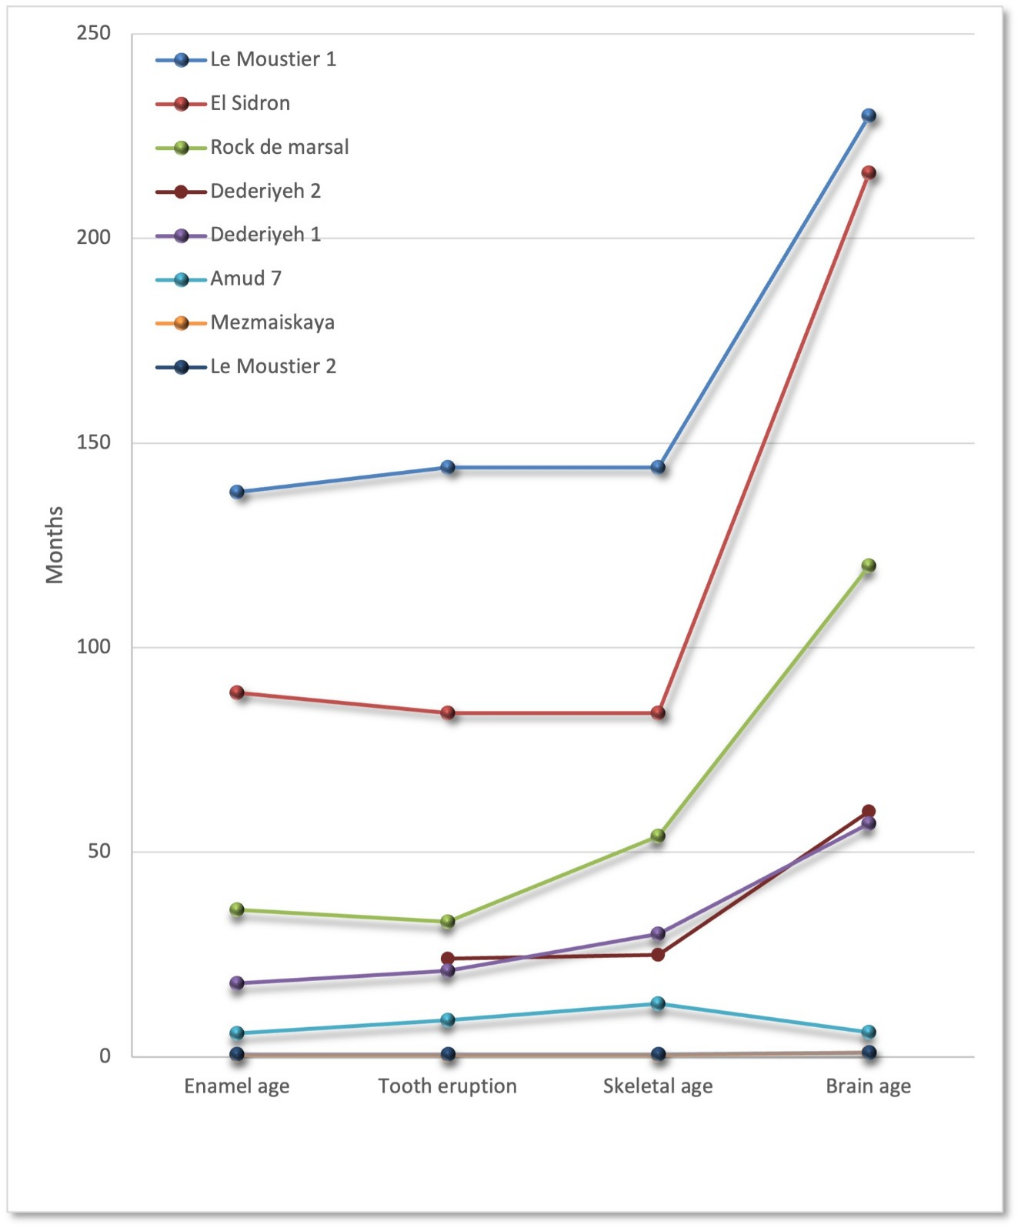 250
Le Moustier 1
El Sidron
Rock de marsal
Dederiyeh 2
200
Dederiyeh 1
Amud 7
Mezmaiskaya
Le Moustier 2
150
Months
100
50
0
Enamel age Tooth eruption Skeletal age Brain age